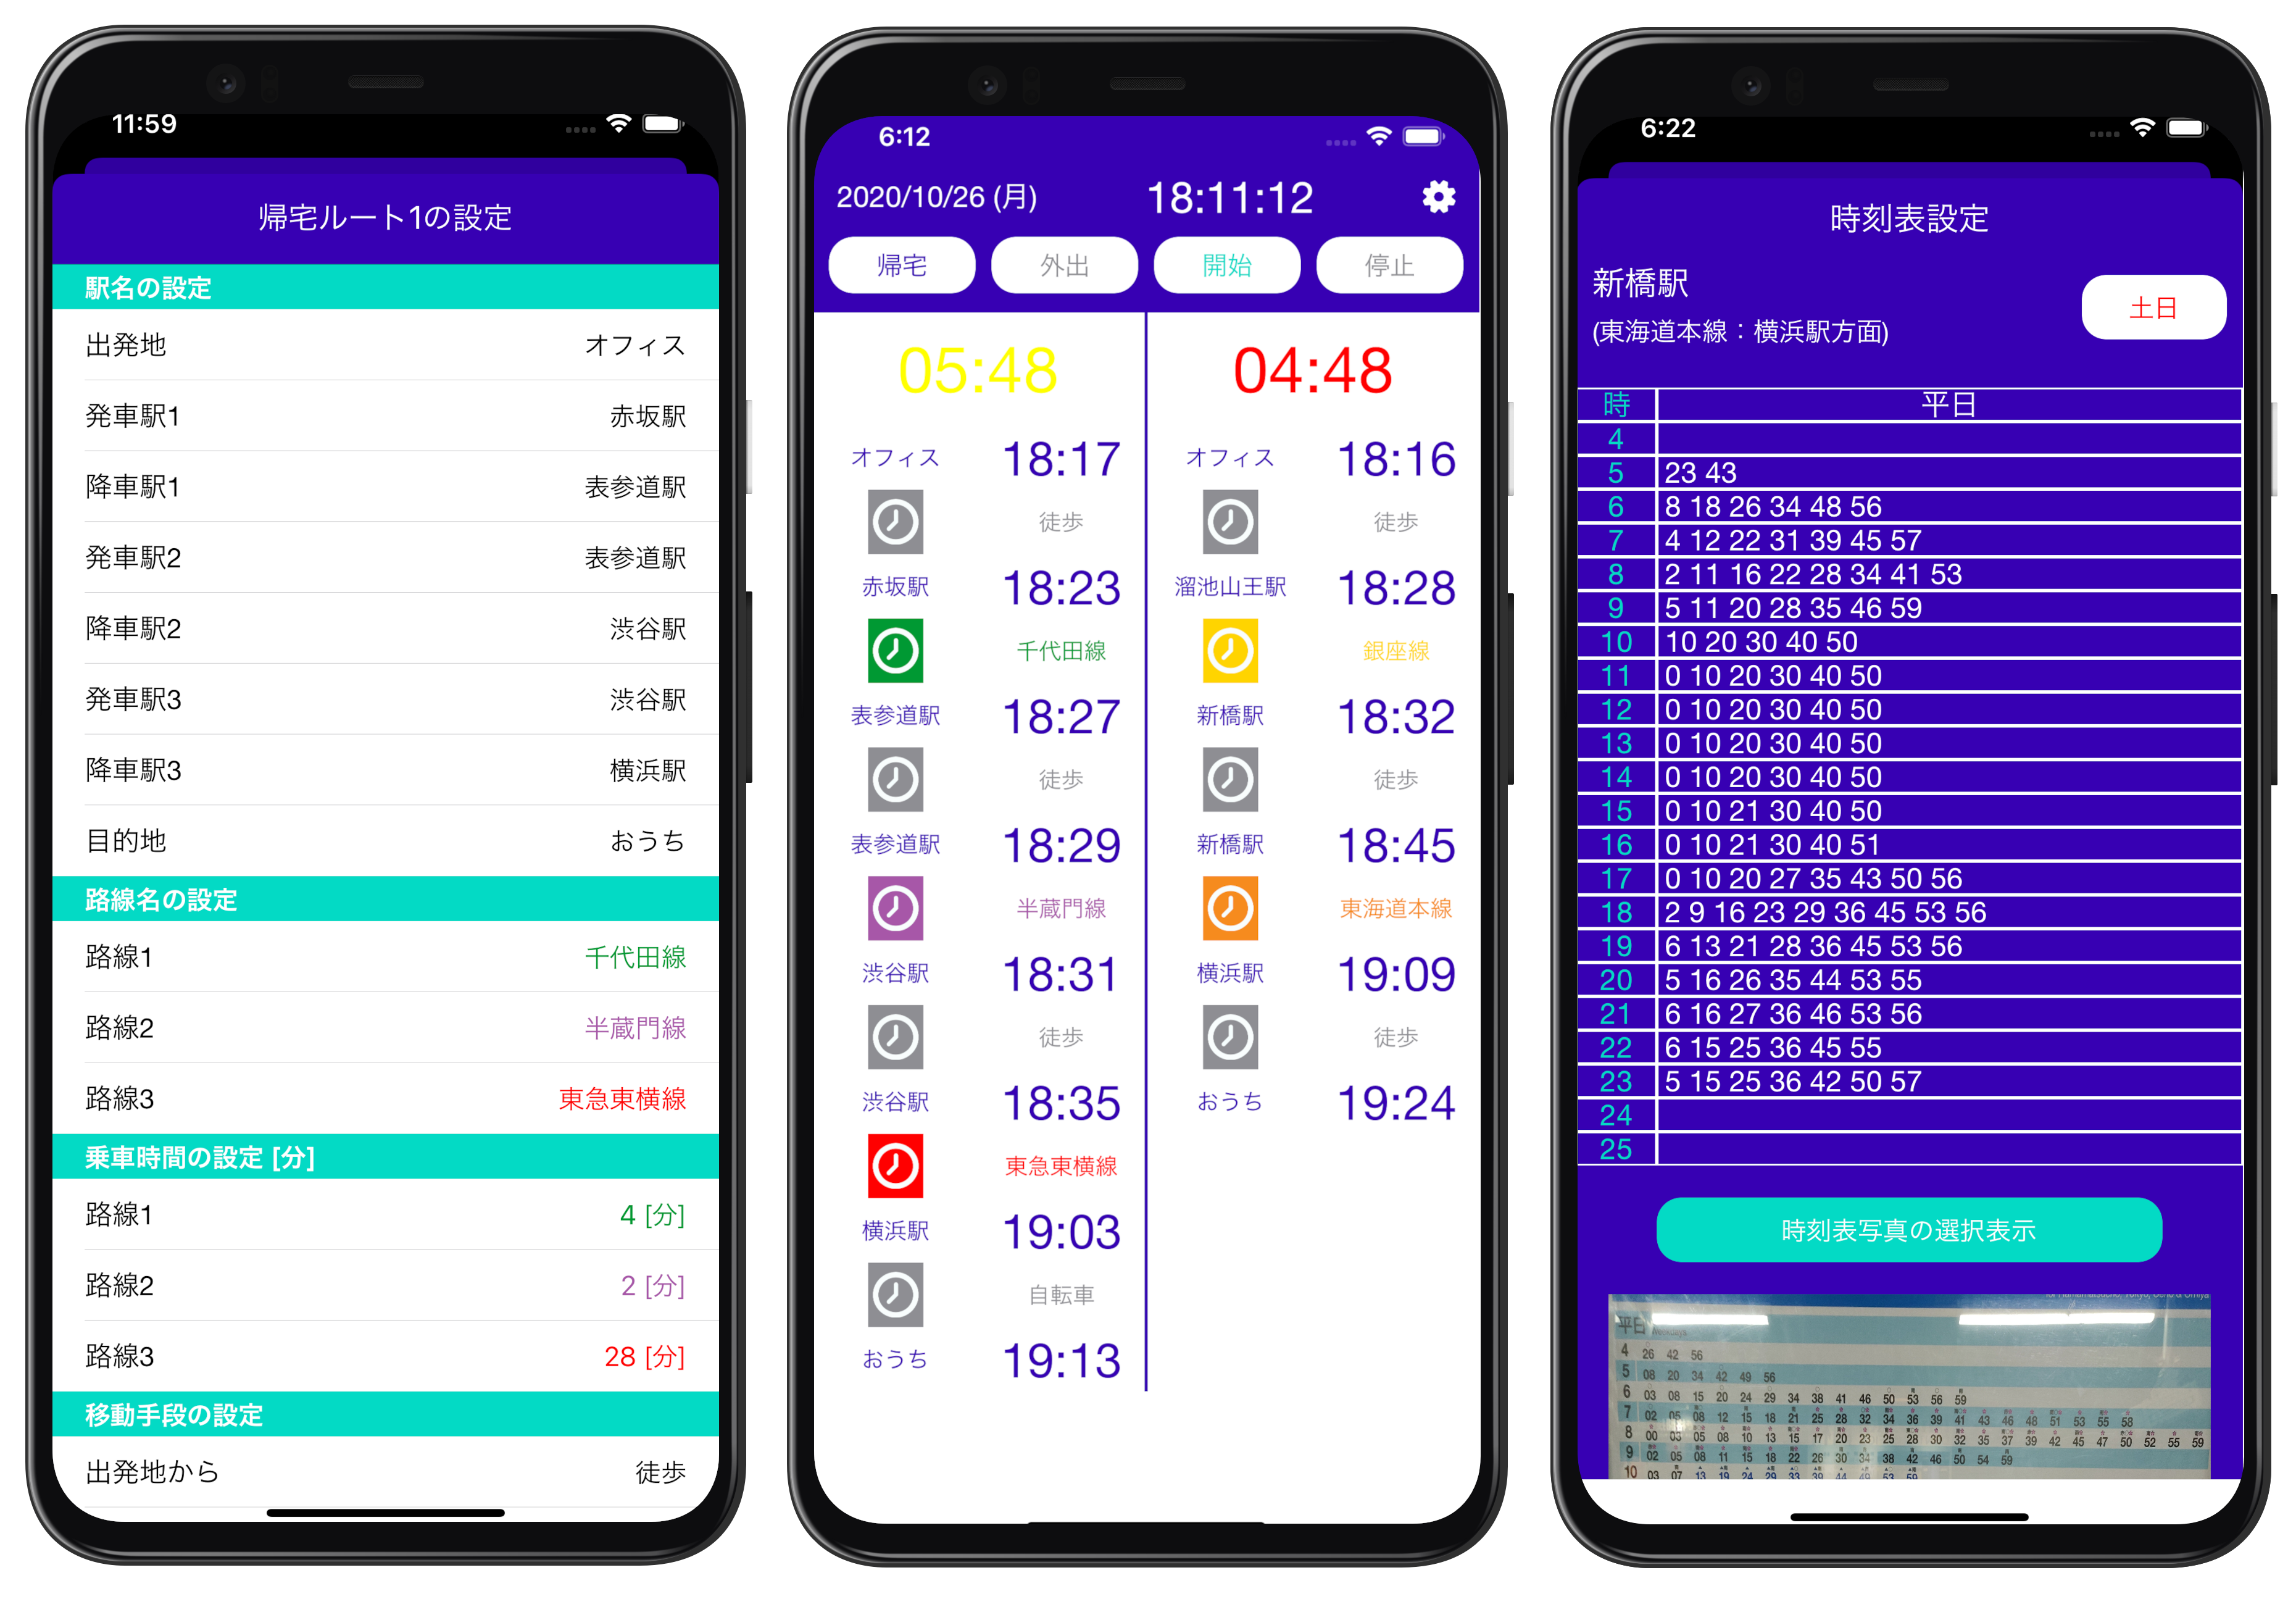 11:59
帰宅ルート1の設定
駅名の設定
出発地 オフィス
発車駅1 赤坂駅
降車駅1 表参道駅
発車駅2 表参道駅
降車駅2 渋谷駅
発車駅3 渋谷駅
降車駅3 横浜駅
目的地 おうち
路線名の設定
路線1 千代田線
路線2 半蔵門線
路線3 東急東横線
乗車時間の設定 [分]
路線1 4 [分]
路線2 2 [分]
路線3 28 [分]
移動手段の設定
出発地から 徒歩
6:12
2020/10/26 (月) 18:11:12
帰宅 外出 開始 停止
05:48
オフィス 18:17
徒歩
赤坂駅 18:23
千代田線
表参道駅 18:27
徒歩
表参道駅 18:29
半蔵門線
渋谷駅 18:31
徒歩
渋谷駅 18:35
東急東横線
横浜駅 19:03
自転車
おうち 19:13
04:48
オフィス 18:16
徒歩
溜池山王駅 18:28
銀座線
新橋駅 18:32
徒歩
新橋駅 18:45
東海道本線
横浜駅 19:09
徒歩
おうち 19:24
6:22
時刻表設定
新橋駅
(東海道本線：横浜駅方面)
土日
時 平日
4
5 23 43
6 8 18 26 34 48 56
7 4 12 22 31 39 45 57
8 2 11 16 22 28 34 41 53
9 5 11 20 28 35 46 59
10 10 20 30 40 50
11 0 10 20 30 40 50
12 0 10 20 30 40 50
13 0 10 20 30 40 50
14 0 10 20 30 40 50
15 0 10 21 30 40 50
16 0 10 21 30 40 51
17 0 10 20 27 35 43 50 56
18 2 9 16 23 29 36 45 53 56
19 6 13 21 28 36 45 53 56
20 5 16 26 35 44 53 55
21 6 16 27 36 46 53 56
22 6 15 25 36 45 55
23 5 15 25 36 42 50 57
24
25
時刻表写真の選択表示
平日 Weekdays
4 26 42 56
5 08 20 34 42 49 56
6 03 08 15 20 24 29 34 38 41 46 50 53 56 59
7 02 05 08 12 15 18 21 25 28 32 34 36 39 41 43 46 48 51 53 55 58
8 00 03 05 08 10 13 15 17 20 23 25 28 30 32 35 37 39 42 45 47 50 52 55 59
9 02 05 08 11 15 18 22 26 30 34 38 42 46 50 54 59
10 03 07 13 19 24 29 33 39 44 49 53 59